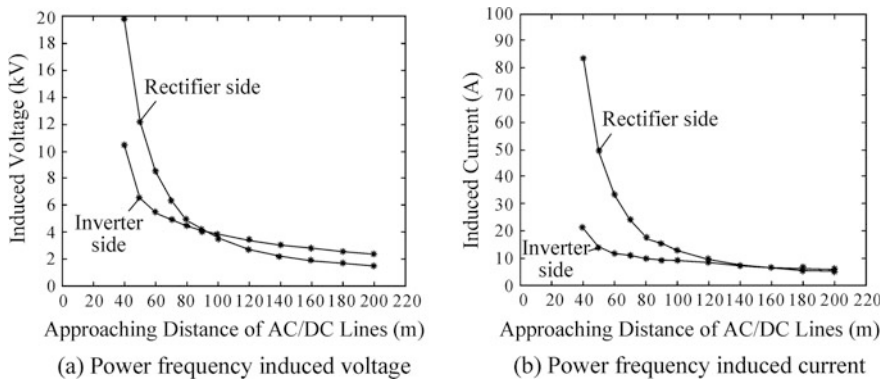 20
18
16
14
12
10
8
6
4
2
0
Induced Voltage (kV)
Rectifier side
Inverter
side
0 20 40 60 80 100 120 140 160 180 200 220
Approaching Distance of AC/DC Lines (m)
(a) Power frequency induced voltage
100
90
80
70
60
50
40
30
20
10
0
Induced Current (A)
Rectifier side
Inverter
side
0 20 40 60 80 100 120 140 160 180 200 220
Approaching Distance of AC/DC Lines (m)
(b) Power frequency induced current